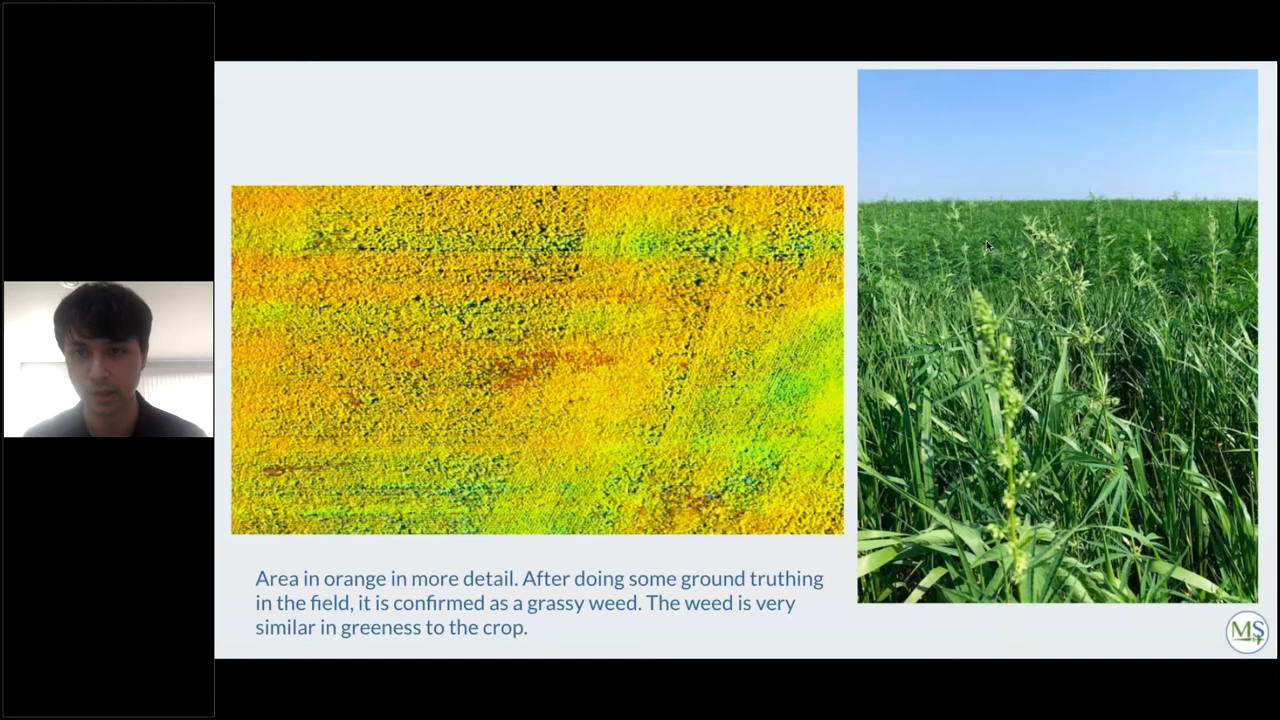 Area in orange in more detail. After doing some ground truthing
in the field, it is confirmed as a grassy weed. The weed is very
similar in greeness to the crop.
MS